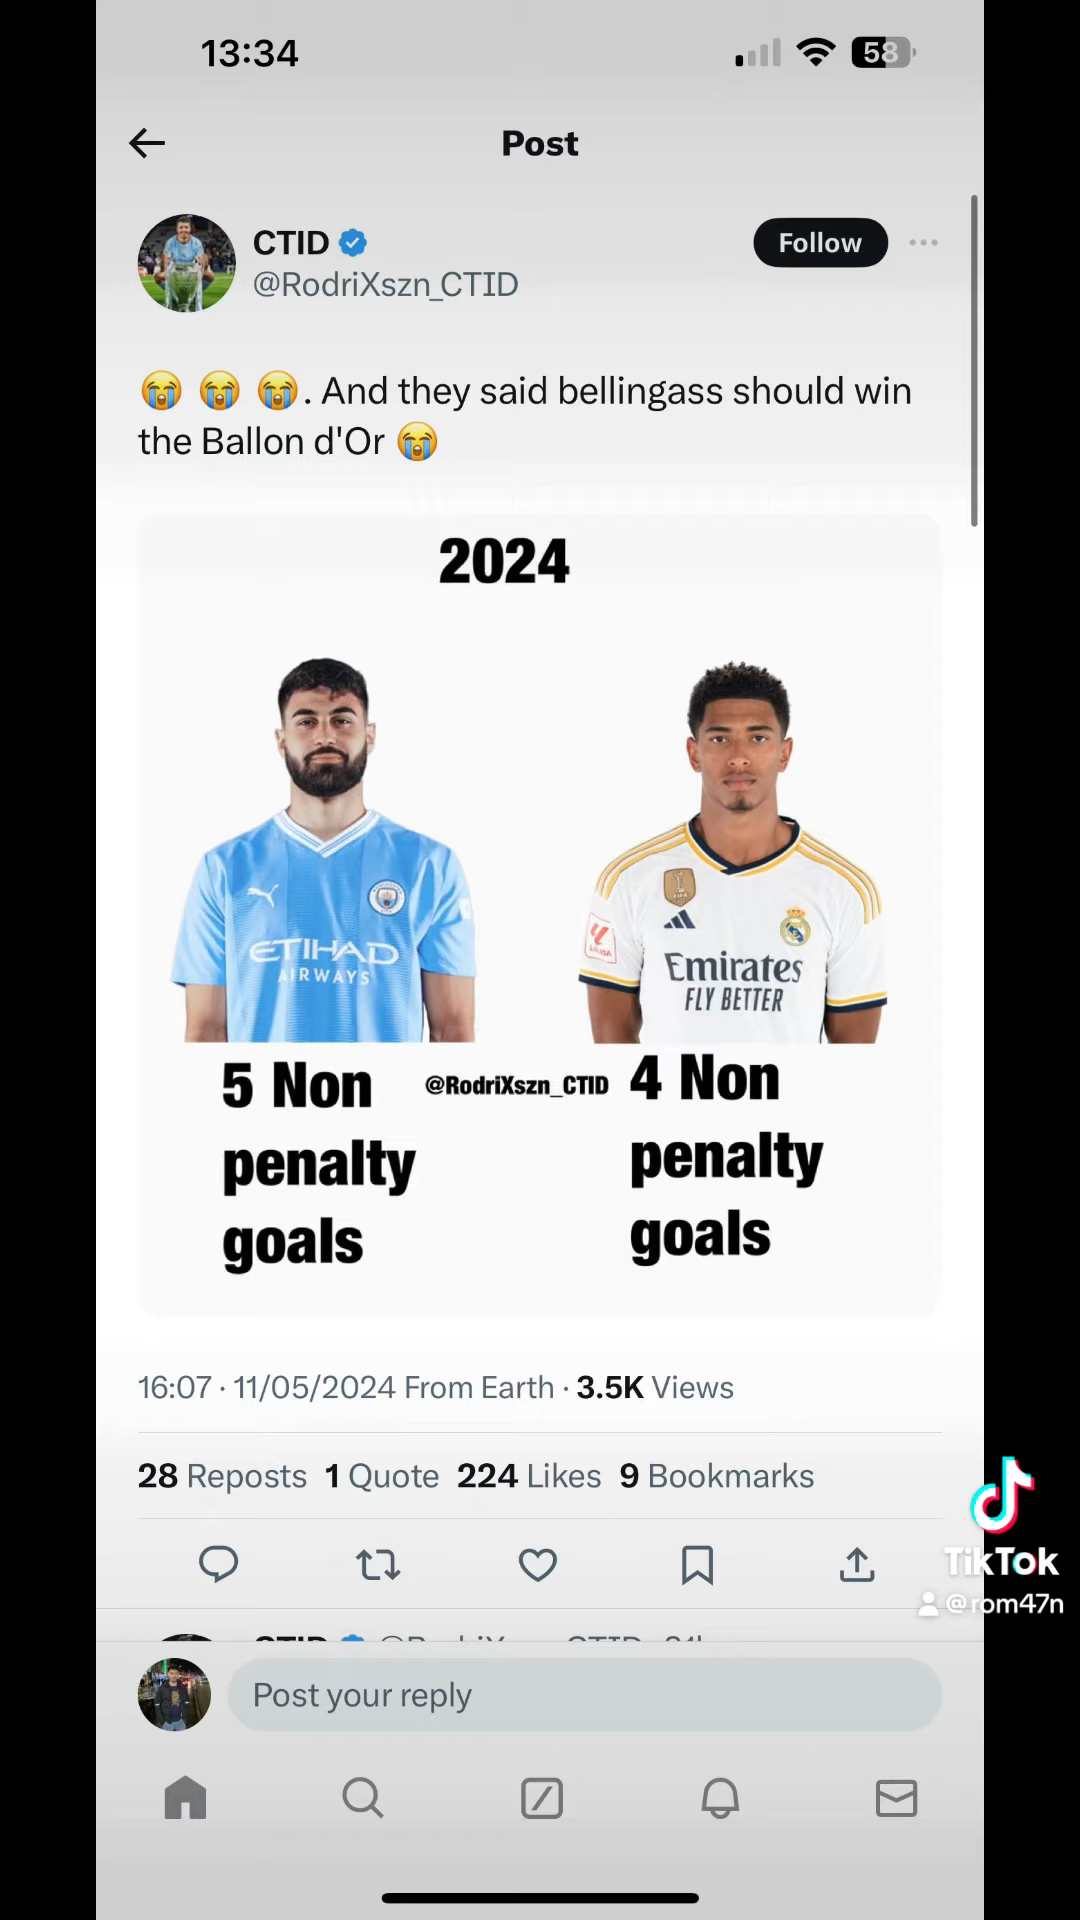 13:34
58
Post
CTID
Follow
@RodriXszn_CTID
😭 😭 😭. And they said bellingass should win
the Ballon d'Or 😭
2024
ETIHAD
AIRWAYS
Emirates
FLY BETTER
5 Non
penalty
goals
@RodriXszn_CTID
4 Non
penalty
goals
16:07 · 11/05/2024 From Earth · 3.5K Views
28 Reposts 1 Quote 224 Likes 9 Bookmarks
TikTok
@rom47n
Post your reply